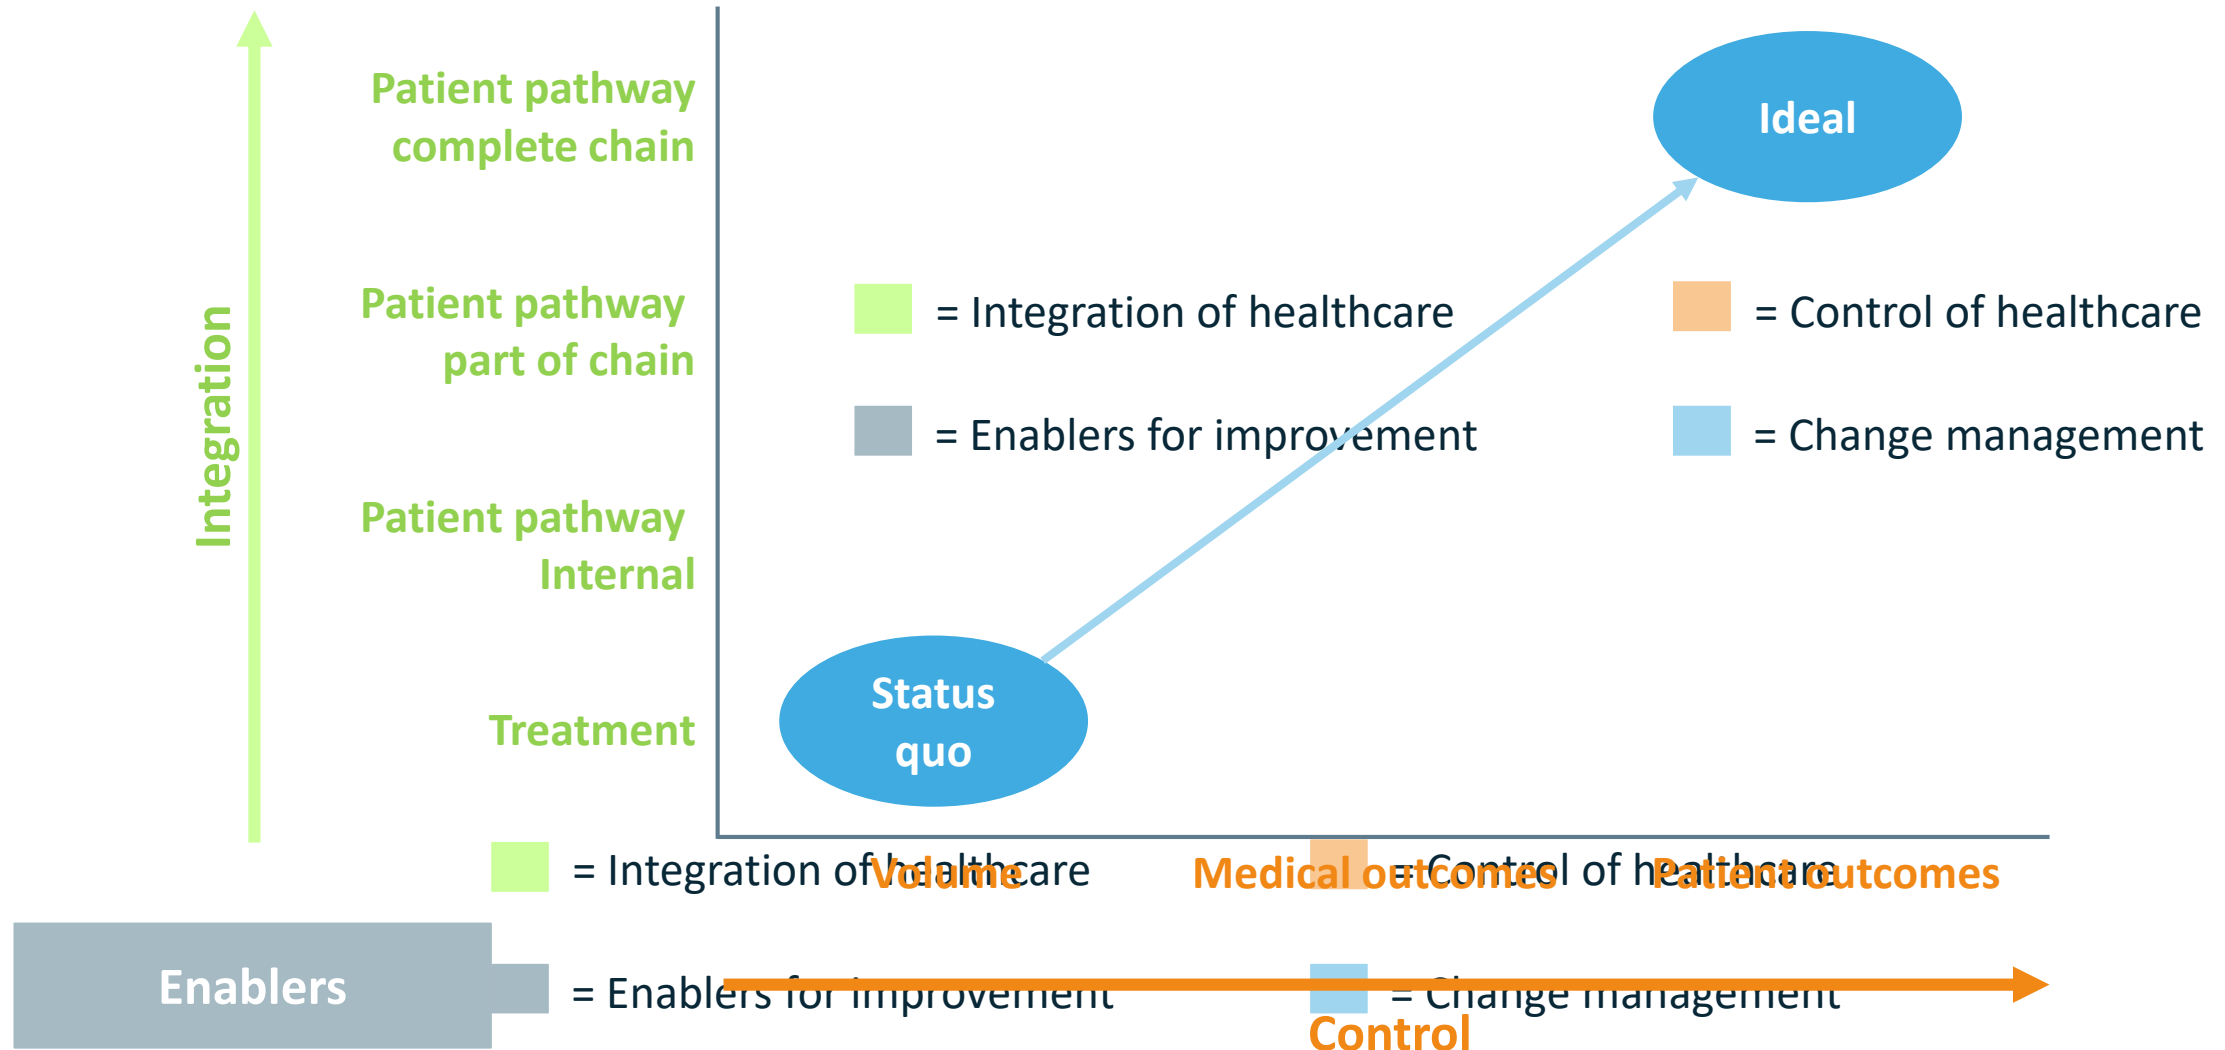 Patient pathway
complete chain
Ideal
Patient pathway
part of chain
= Integration of healthcare
= Control of healthcare
Integration
= Enablers for improvement
= Change management
Patient pathway
Internal
Status
quo
Treatment
= Integration of healthcare
Volume
Medical outcomes
= Control of healthcare
Patient outcomes
Enablers
= Enablers for improvement
= Change management
Control